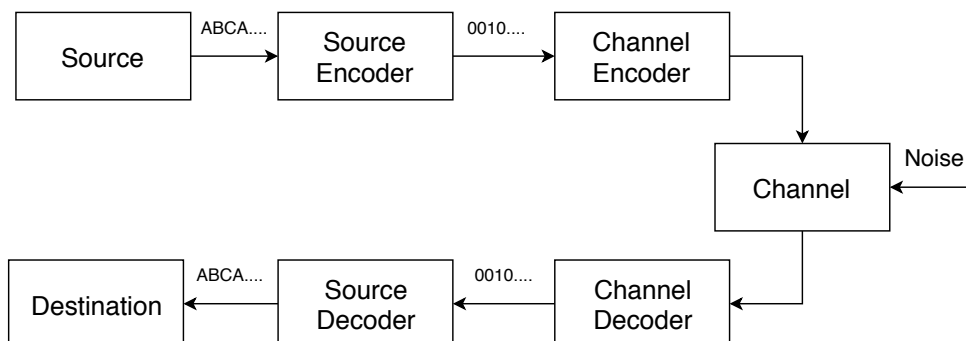 Source
ABCA....
Source
Encoder
0010....
Channel
Encoder
Channel
Noise
Destination
ABCA....
Source
Decoder
0010....
Channel
Decoder